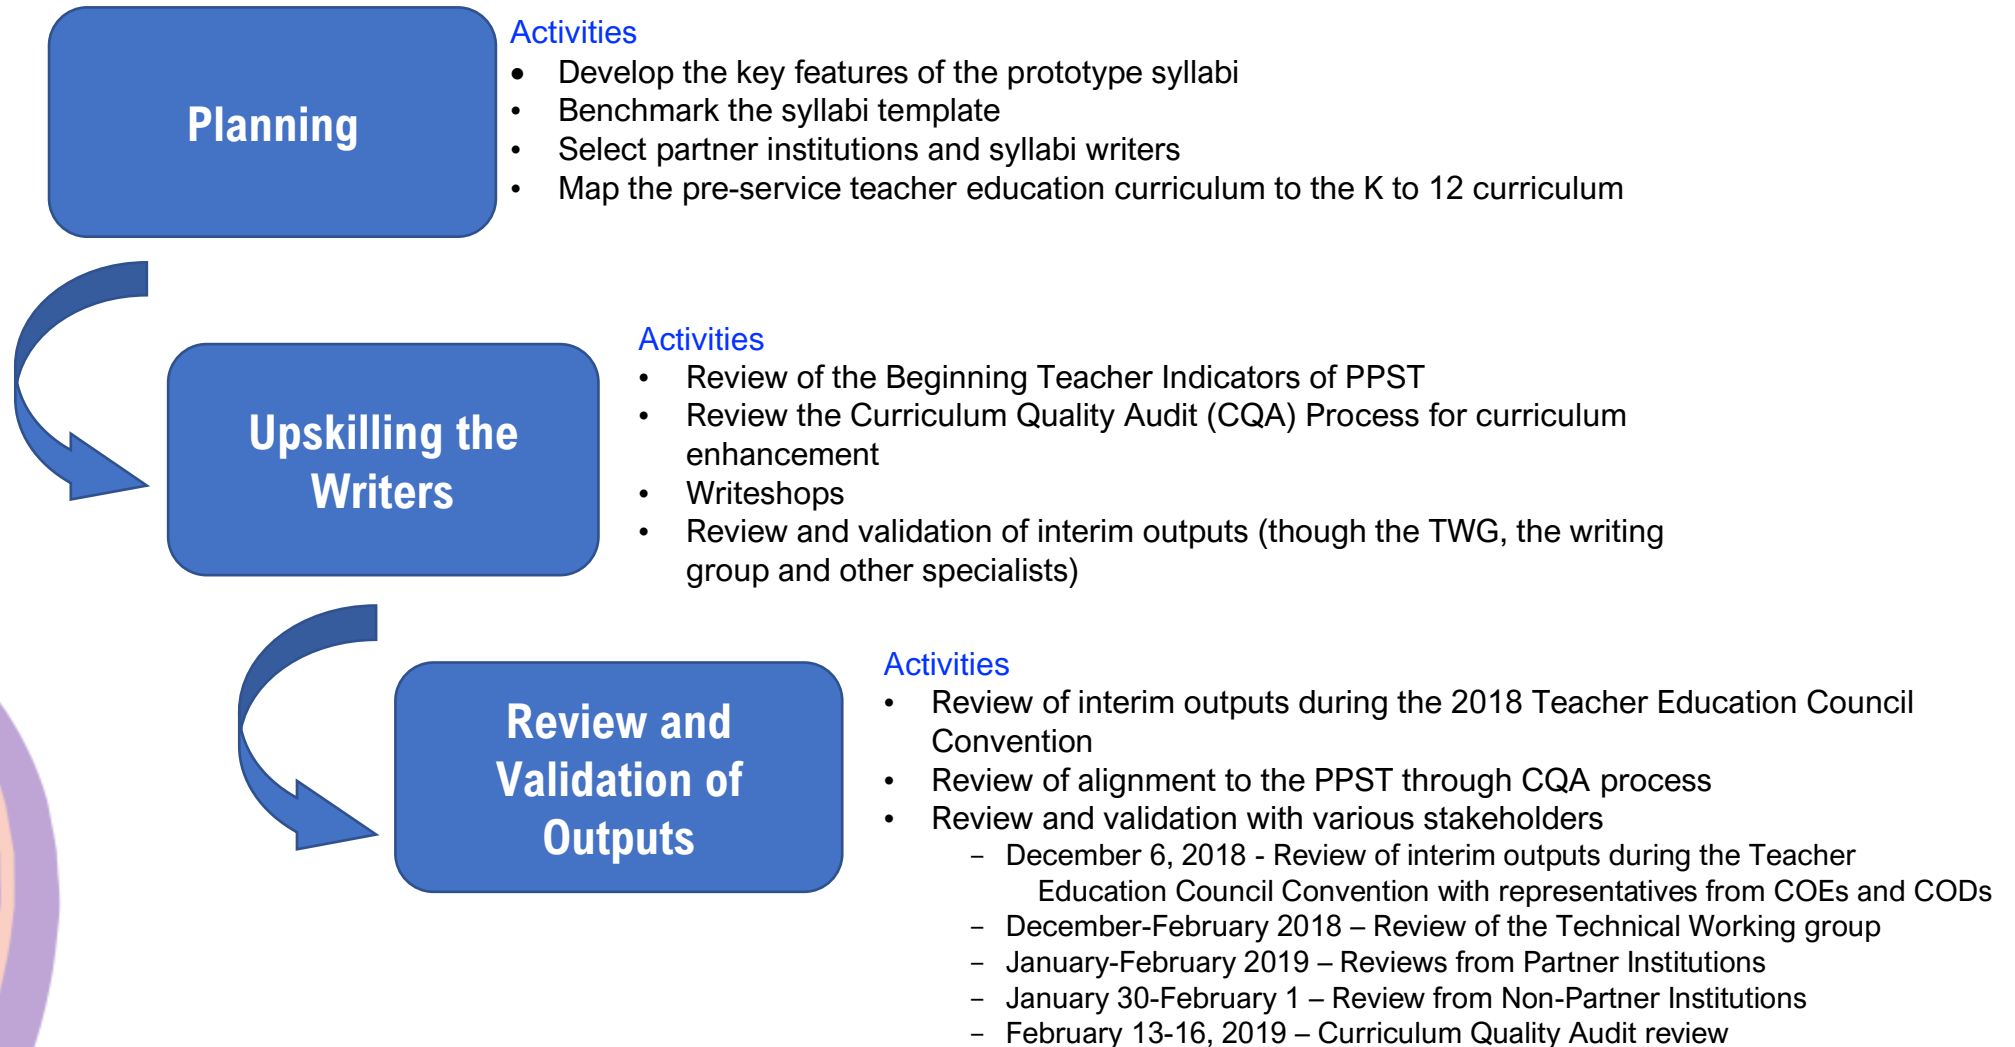 Planning
Activities
• Develop the key features of the prototype syllabi
• Benchmark the syllabi template
• Select partner institutions and syllabi writers
• Map the pre-service teacher education curriculum to the K to 12 curriculum
Upskilling the
Writers
Activities
• Review of the Beginning Teacher Indicators of PPST
• Review the Curriculum Quality Audit (CQA) Process for curriculum
enhancement
• Writeshops
• Review and validation of interim outputs (though the TWG, the writing
group and other specialists)
Review and
Validation of
Outputs
Activities
• Review of interim outputs during the 2018 Teacher Education Council
Convention
• Review of alignment to the PPST through CQA process
• Review and validation with various stakeholders
– December 6, 2018 - Review of interim outputs during the Teacher
Education Council Convention with representatives from COEs and CODs
– December-February 2018 – Review of the Technical Working group
– January-February 2019 – Reviews from Partner Institutions
– January 30-February 1 – Review from Non-Partner Institutions
– February 13-16, 2019 – Curriculum Quality Audit review